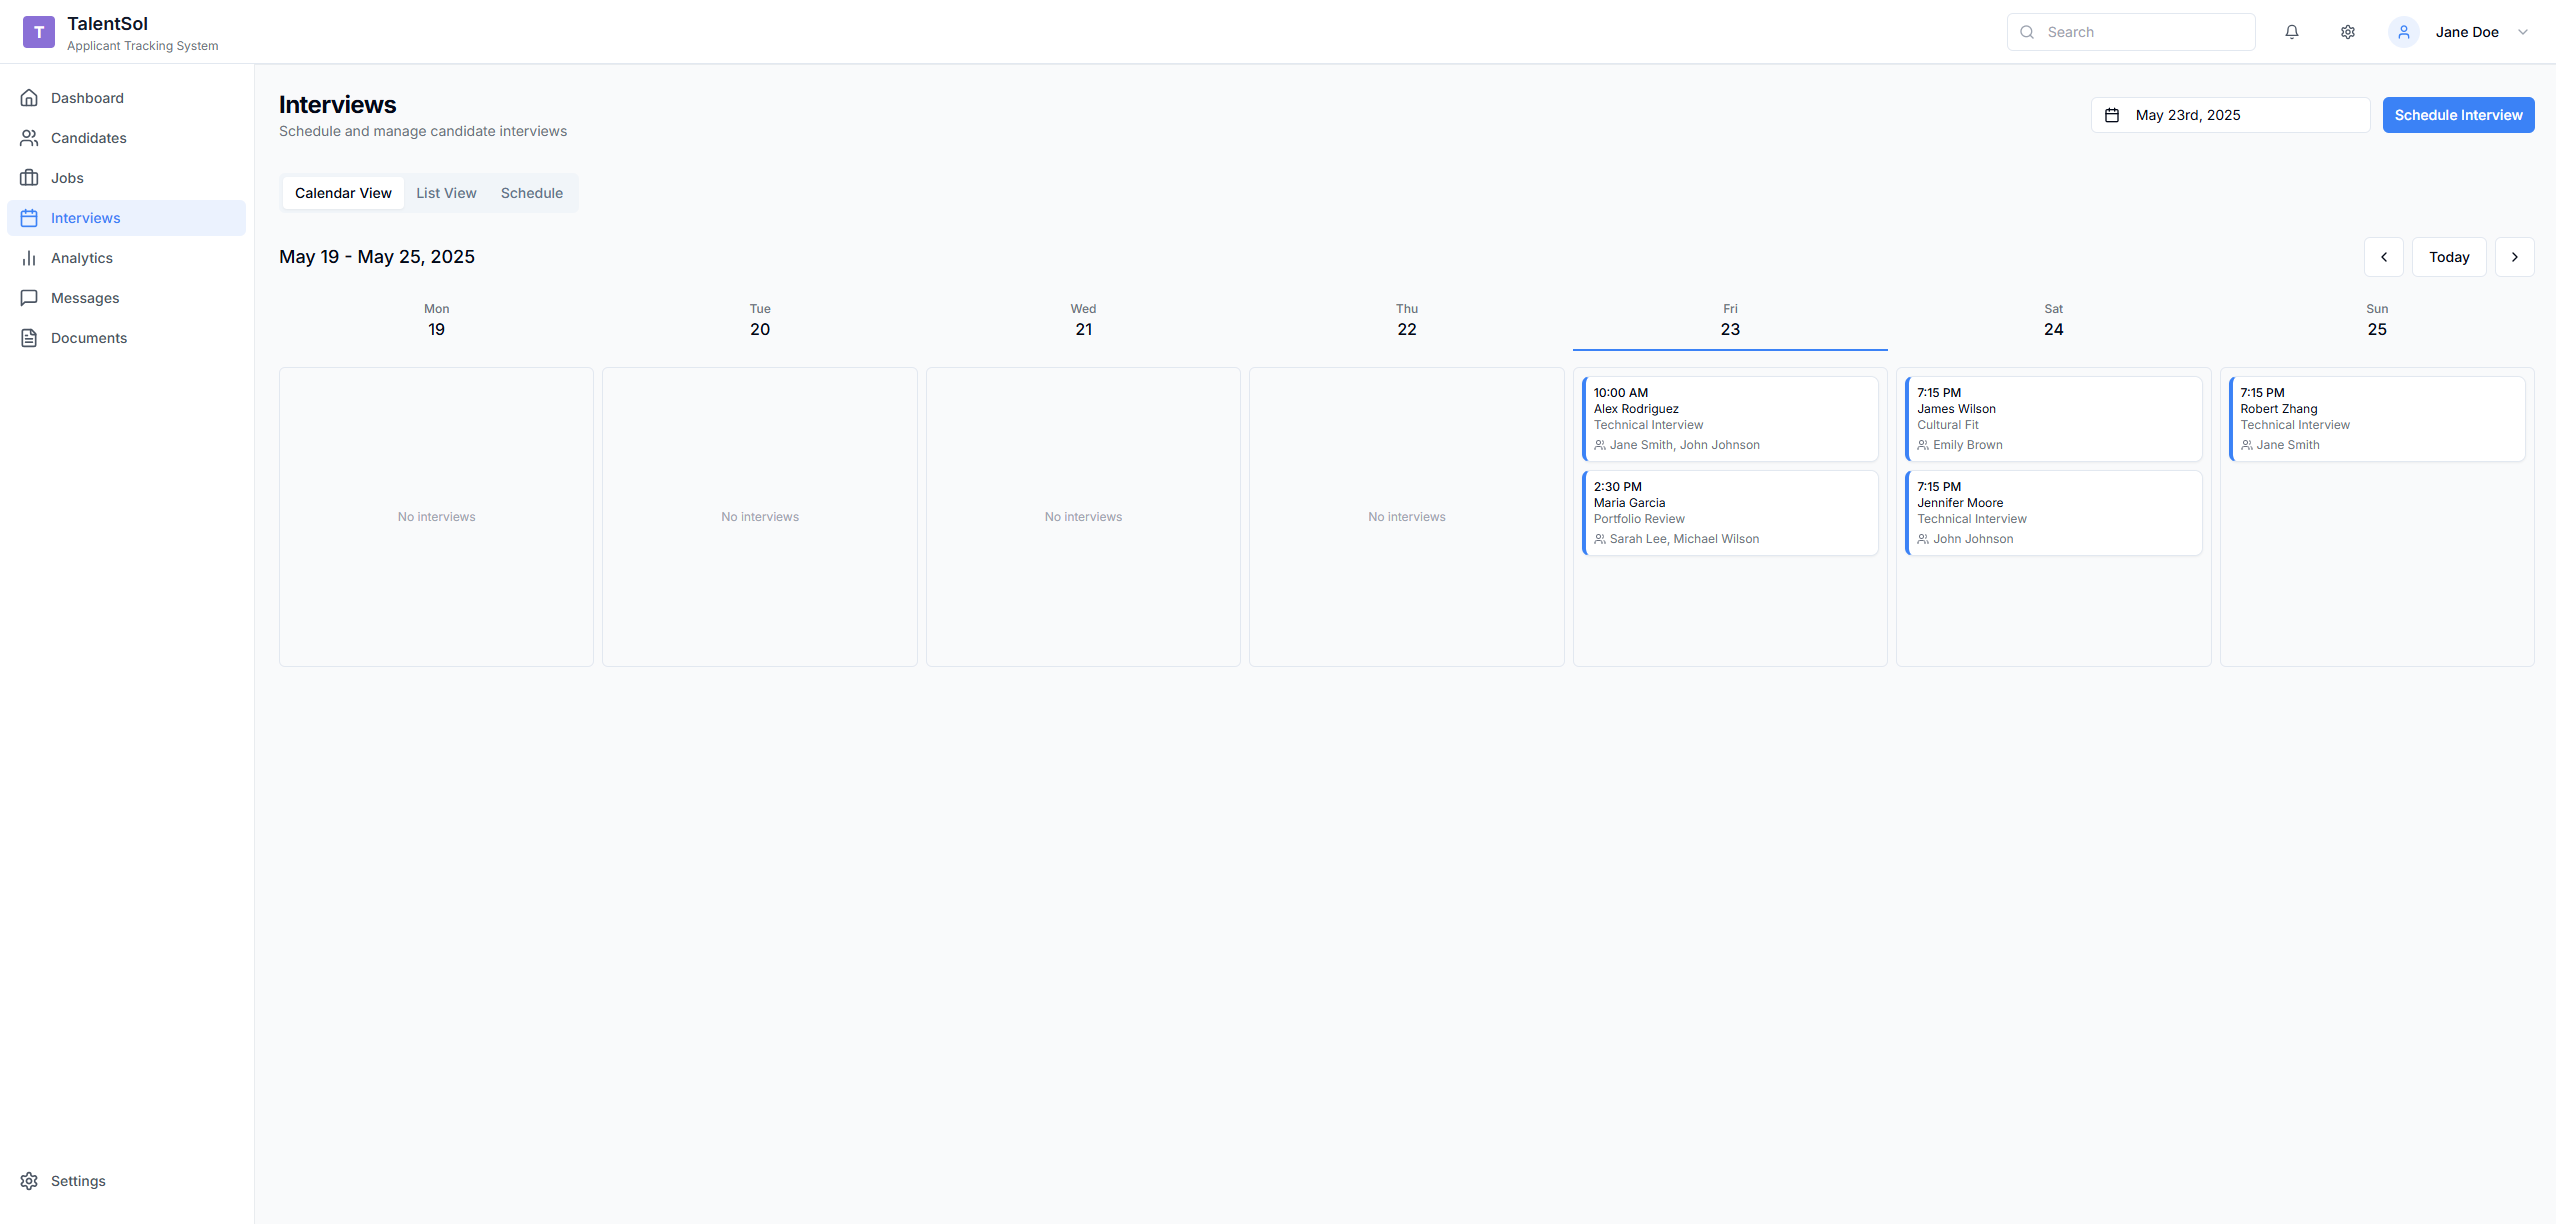 T
TalentSol
Applicant Tracking System
Search
Jane Doe
Dashboard
Candidates
Jobs
Interviews
Analytics
Messages
Documents
Settings
Interviews
Schedule and manage candidate interviews
May 23rd, 2025
Schedule Interview
Calendar View
List View
Schedule
May 19 - May 25, 2025
Today
Mon
19
No interviews
Tue
20
No interviews
Wed
21
No interviews
Thu
22
No interviews
Fri
23
10:00 AM
Alex Rodriguez
Technical Interview
Jane Smith, John Johnson
2:30 PM
Maria Garcia
Portfolio Review
Sarah Lee, Michael Wilson
Sat
24
7:15 PM
James Wilson
Cultural Fit
Emily Brown
7:15 PM
Jennifer Moore
Technical Interview
John Johnson
Sun
25
7:15 PM
Robert Zhang
Technical Interview
Jane Smith